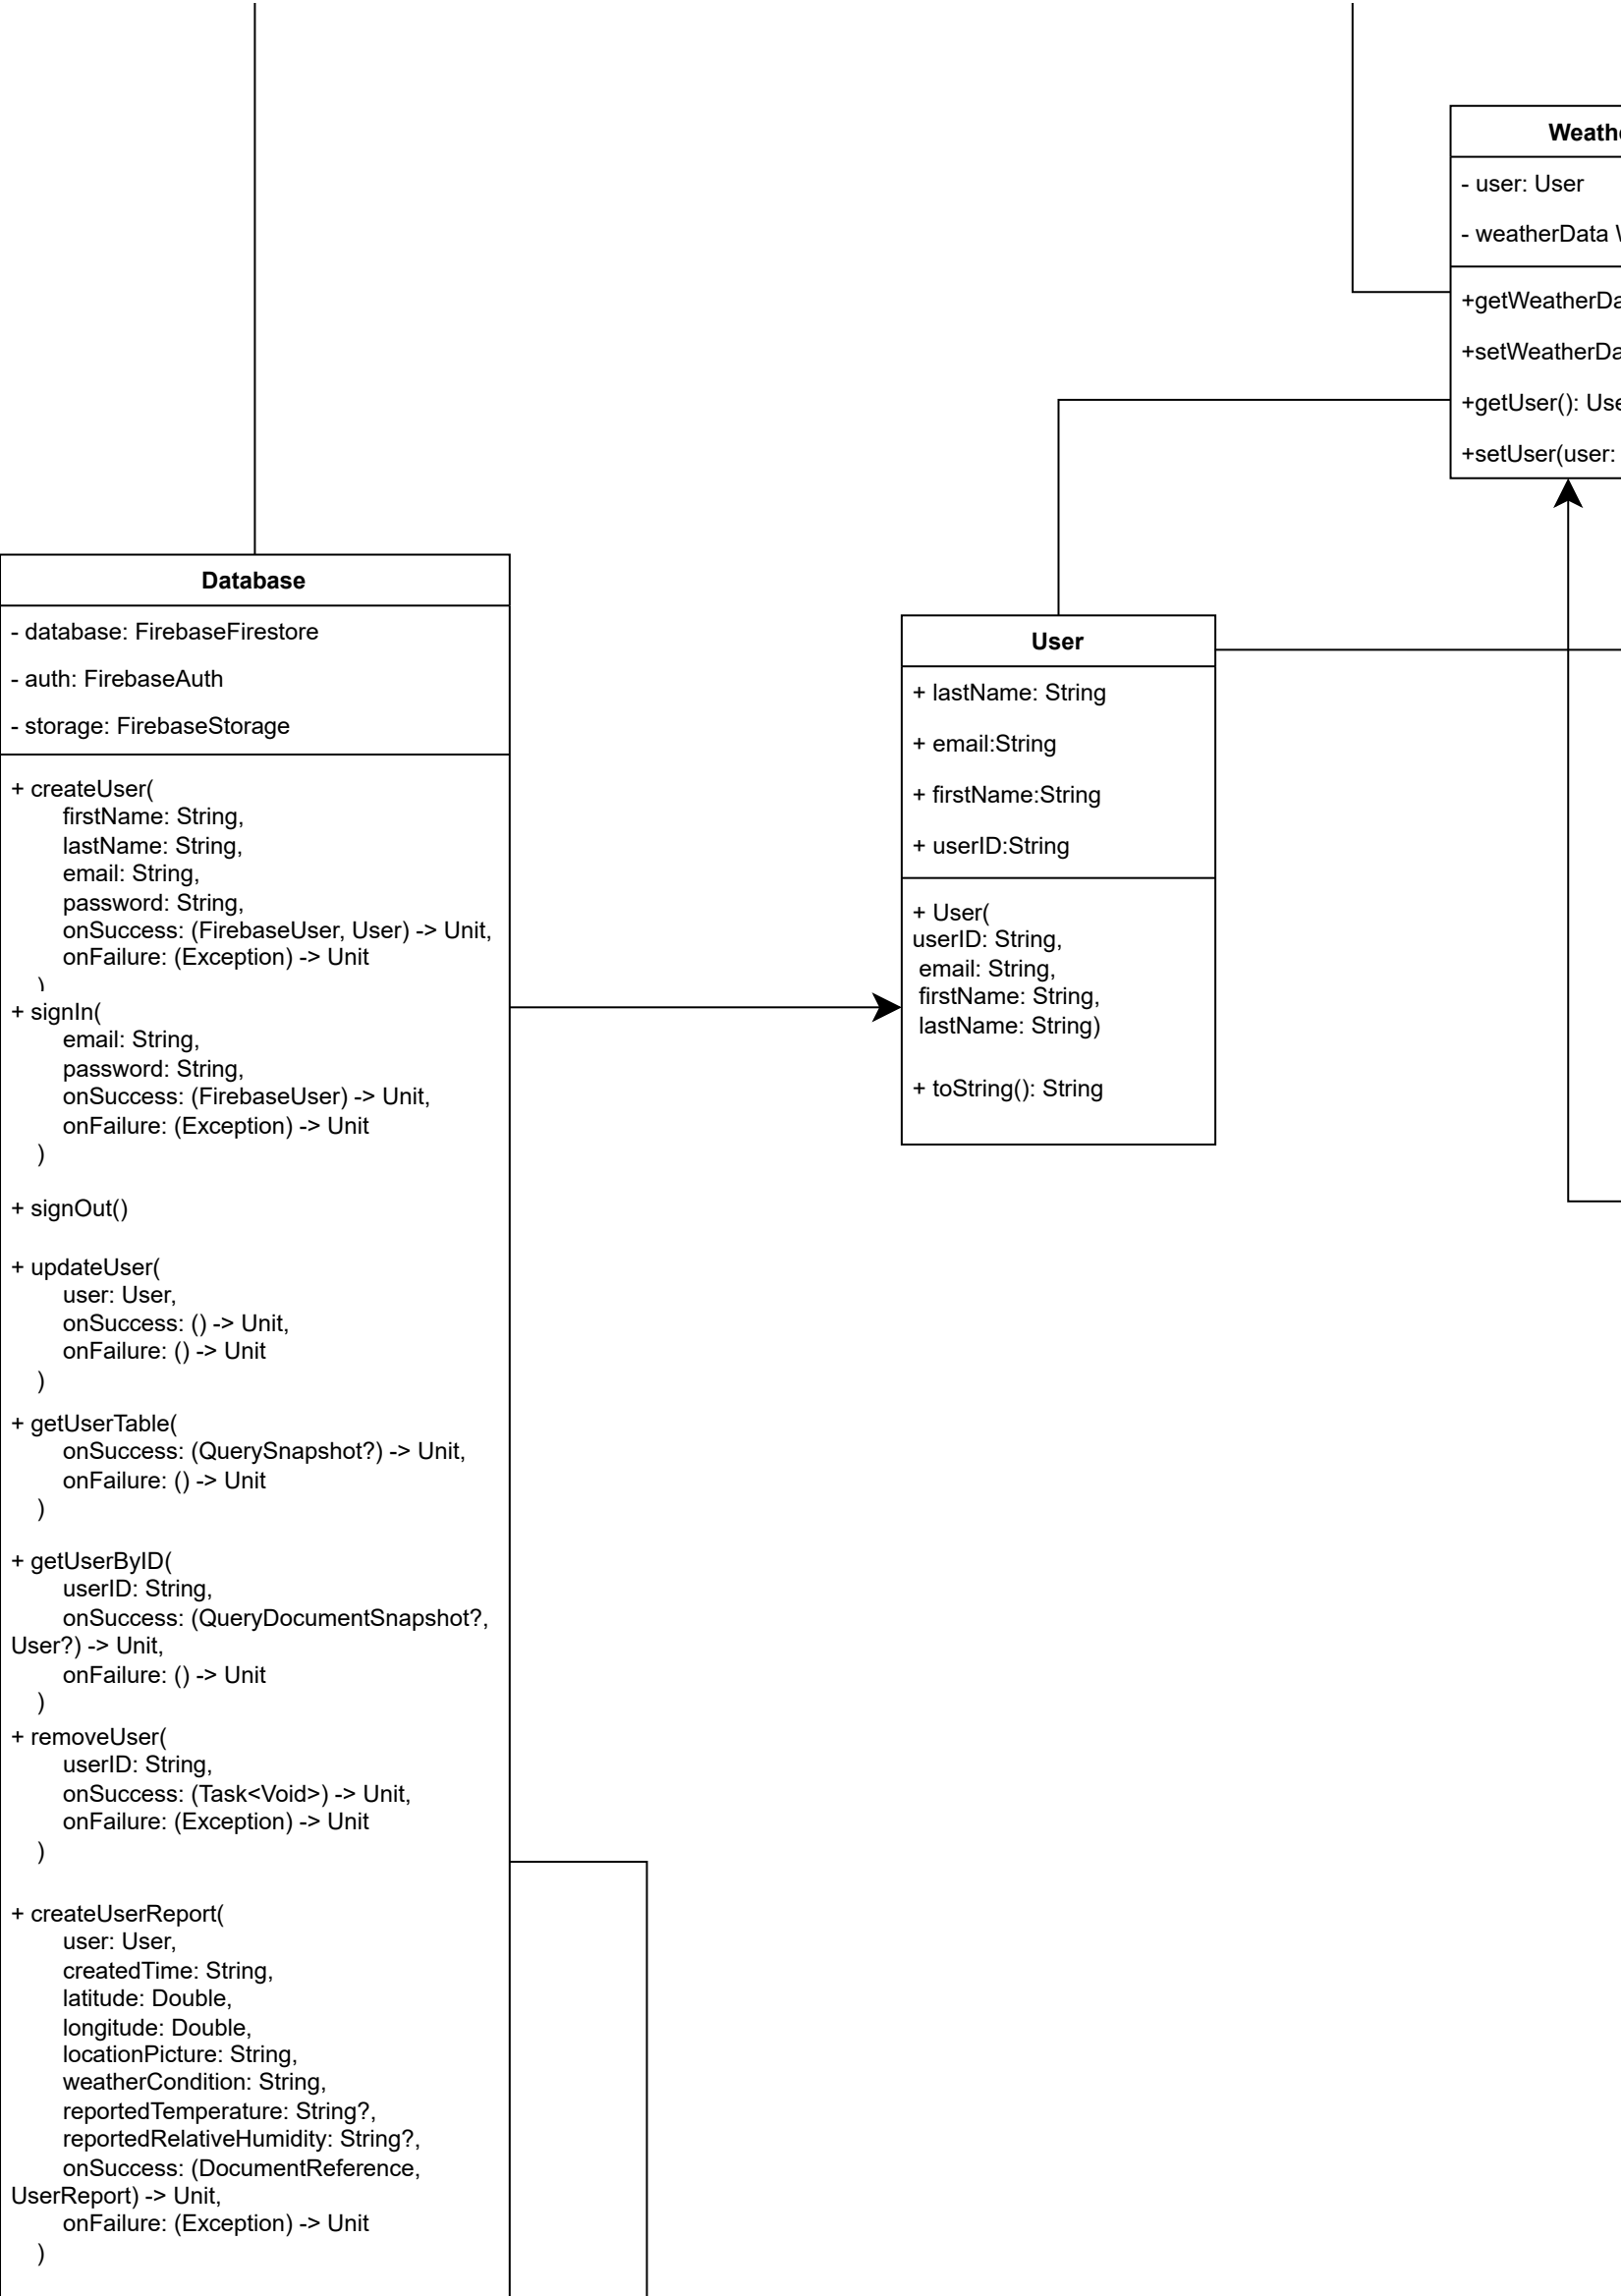 Database
- database: FirebaseFirestore
- auth: FirebaseAuth
- storage: FirebaseStorage
+ createUser(
firstName: String,
lastName: String,
email: String,
password: String,
onSuccess: (FirebaseUser, User) -> Unit,
onFailure: (Exception) -> Unit
)
+ signIn(
email: String,
password: String,
onSuccess: (FirebaseUser) -> Unit,
onFailure: (Exception) -> Unit
)
+ signOut()
+ updateUser(
user: User,
onSuccess: () -> Unit,
onFailure: () -> Unit
)
+ getUserTable(
onSuccess: (QuerySnapshot?) -> Unit,
onFailure: () -> Unit
)
+ getUserByID(
userID: String,
onSuccess: (QueryDocumentSnapshot?,
User?) -> Unit,
onFailure: () -> Unit
)
+ removeUser(
userID: String,
onSuccess: (Task<Void>) -> Unit,
onFailure: (Exception) -> Unit
)
+ createUserReport(
user: User,
createdTime: String,
latitude: Double,
longitude: Double,
locationPicture: String,
weatherCondition: String,
reportedTemperature: String?,
reportedRelativeHumidity: String?,
onSuccess: (DocumentReference,
UserReport) -> Unit,
onFailure: (Exception) -> Unit
)
User
+ lastName: String
+ email:String
+ firstName:String
+ userID:String
+ User(
userID: String,
email: String,
firstName: String,
lastName: String)
+ toString(): String
- user: User
- weatherData
+getUser():
+setUser(user: